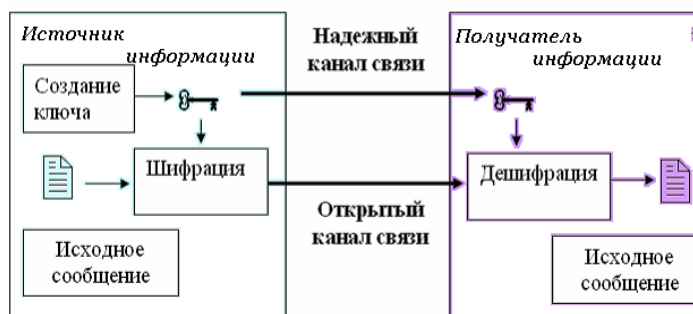 Источник
информации
Создание
ключа
Шифрация
Исходное
сообщение
Надежный
канал связи
Открытый
канал связи
Получатель
информации
Дешифрация
Исходное
сообщение